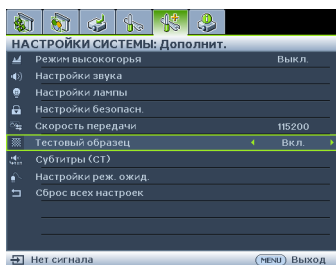 НАСТРОЙКИ СИСТЕМЫ: Дополнит.
Режим высокогорья Выкл.
Настройки звука
Настройки лампы
Настройки безопасн.
Скорость передачи 115200
Тестовый образец Вкл.
Субтитры (СТ)
Настройки реж. ожид.
Сброс всех настроек
Нет сигнала MENU Выход